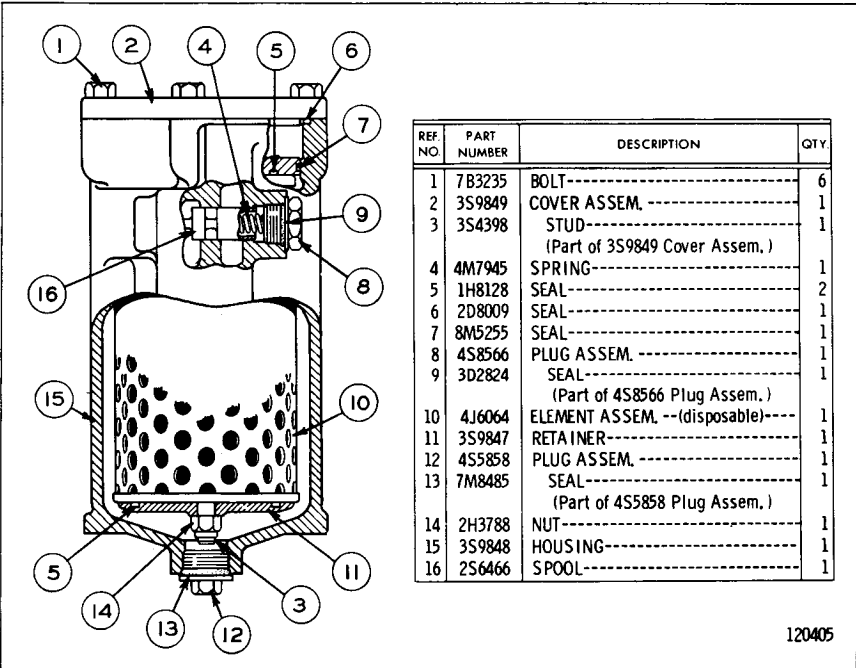 1 2 4 5 6
7
9
8
16
15 10
5 14 13 12 3 11
REF. NO. PART NUMBER DESCRIPTION QTY.
1 7B3235 BOLT 6
2 3S9849 COVER ASSEM. 1
3 3S4398 STUD 1
(Part of 3S9849 Cover Assem.)
4 4M7945 SPRING 1
5 1H8128 SEAL 2
6 2D8009 SEAL 1
7 8M5255 SEAL 1
8 4S8566 PLUG ASSEM. 1
9 3D2824 SEAL 1
(Part of 4S8566 Plug Assem.)
10 4J6064 ELEMENT ASSEM. --(disposable)---- 1
11 3S9847 RETAINER 1
12 4S5858 PLUG ASSEM. 1
13 7M8485 SEAL 1
(Part of 4S5858 Plug Assem.)
14 2H3788 NUT 1
15 3S9848 HOUSING 1
16 2S6466 SPOOL 1
120405